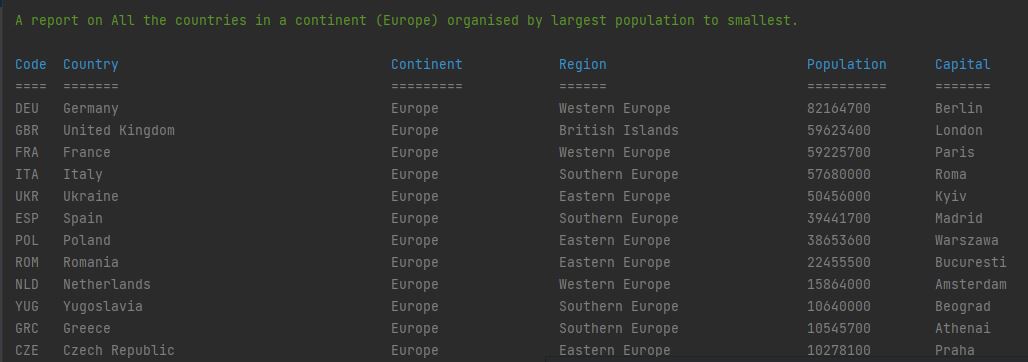 A report on All the countries in a continent (Europe) organised by largest population to smallest.
Code Country Continent Region Population Capital
==== ======= ========= ====== ========== =======
DEU Germany Europe Western Europe 82164700 Berlin
GBR United Kingdom Europe British Islands 59623400 London
FRA France Europe Western Europe 59225700 Paris
ITA Italy Europe Southern Europe 57680000 Roma
UKR Ukraine Europe Eastern Europe 50456000 Kyiv
ESP Spain Europe Southern Europe 39441700 Madrid
POL Poland Europe Eastern Europe 38653600 Warszawa
ROM Romania Europe Eastern Europe 22455500 Bucuresti
NLD Netherlands Europe Western Europe 15864000 Amsterdam
YUG Yugoslavia Europe Southern Europe 10640000 Beograd
GRC Greece Europe Southern Europe 10545700 Athenai
CZE Czech Republic Europe Eastern Europe 10278100 Praha